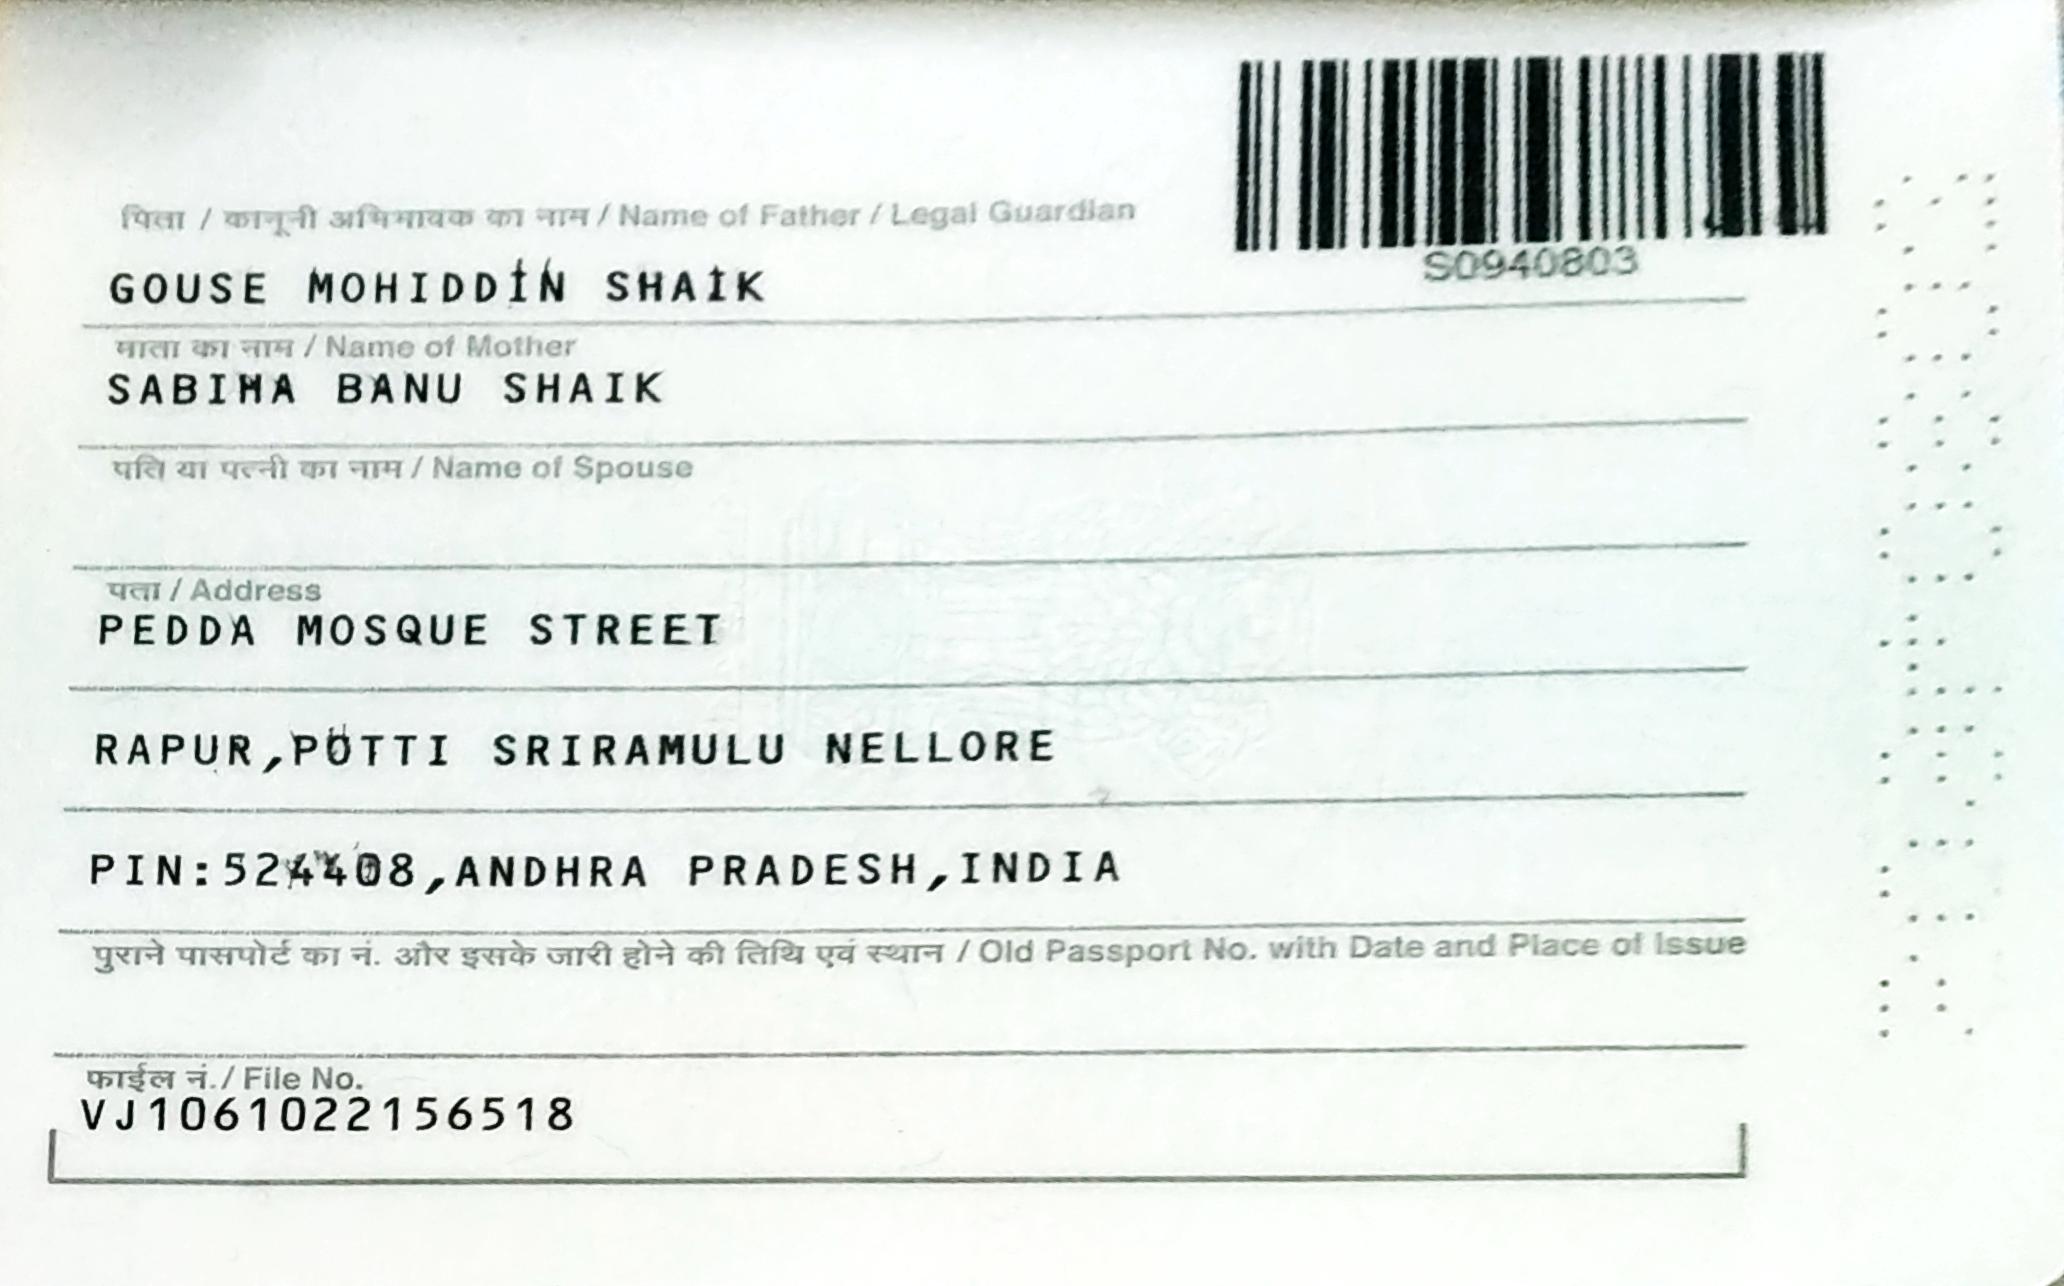 S0940803
पिता / कानूनी अभिभावक का नाम / Name of Father / Legal Guardian
GOUSE MOHIDDIN SHAIK
माता का नाम / Name of Mother
SABIHA BANU SHAIK
पति या पत्नी का नाम / Name of Spouse
पता / Address
PEDDA MOSQUE STREET
RAPUR,POTTI SRIRAMULU NELLORE
PIN:524408,ANDHRA PRADESH,INDIA
पुराने पासपोर्ट का नं. और इसके जारी होने की तिथि एवं स्थान / Old Passport No. with Date and Place of Issue
फाईल नं./ File No.
VJ1061022156518
S0940803